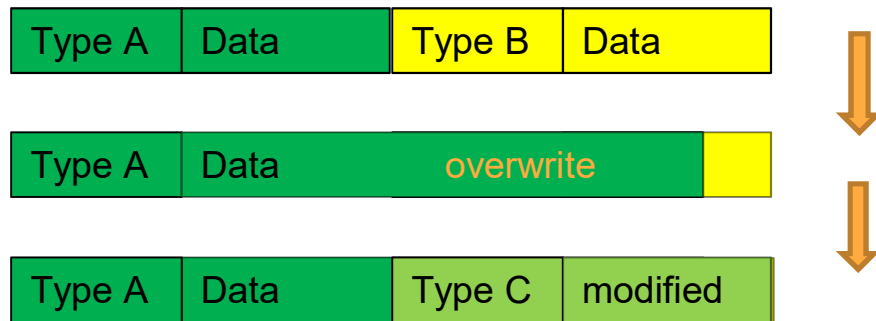 Type A Data Type B Data
Type A Data overwrite
Type A Data Type C modified